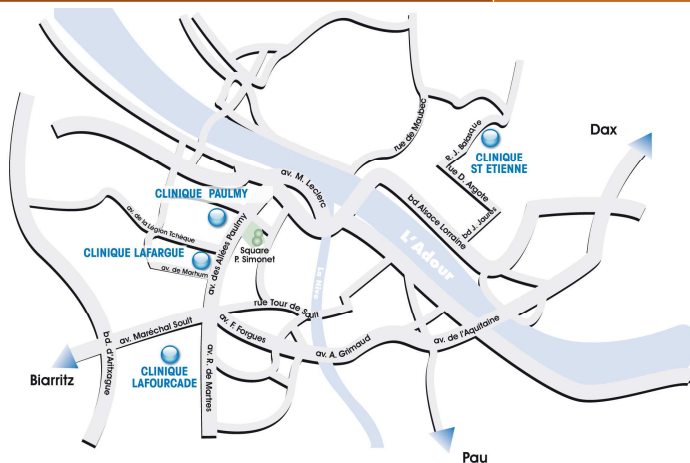 rue de Maubec
R. J. Balasque
Dax
CLINIQUE
ST ETIENNE
rue D. Argote
av. M. Leclerc
CLINIQUE PAULMY
bd Alsace Lorraine
bd J. Jaurès
av. de la Légion Tchèque
av. des Allées Paulmy
8
Square
P. Simonet
L'Adour
CLINIQUE LAFARGUE
av. de Marhum
La Nive
rue Tour de Sault
av. Maréchal Soult
av. F. Forgues
av. de l'Aquitaine
av. A. Grimaud
bd. d'Aritxague
av. R. de Martres
Biarritz
CLINIQUE
LAFOURCADE
Pau